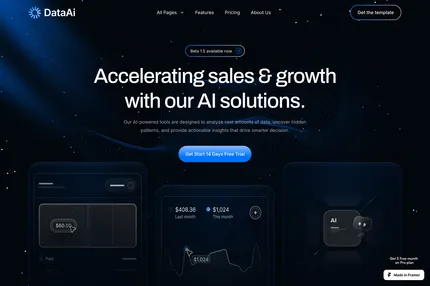 DataAi
All Pages
Features
Pricing
About Us
Get the template
Beta 1.5 available now
Accelerating sales & growth
with our AI solutions.
Our AI-powered tools are designed to analyze vast amounts of data, uncover hidden
patterns, and provide actionable insights that drive smarter decision.
Get Start 14 Days Free Trial
$60.00
Paid
$408.36
Last month
$1,024
This month
+
$1,024
AI
Get 3 Free month
on Pro plan
Made in Framer